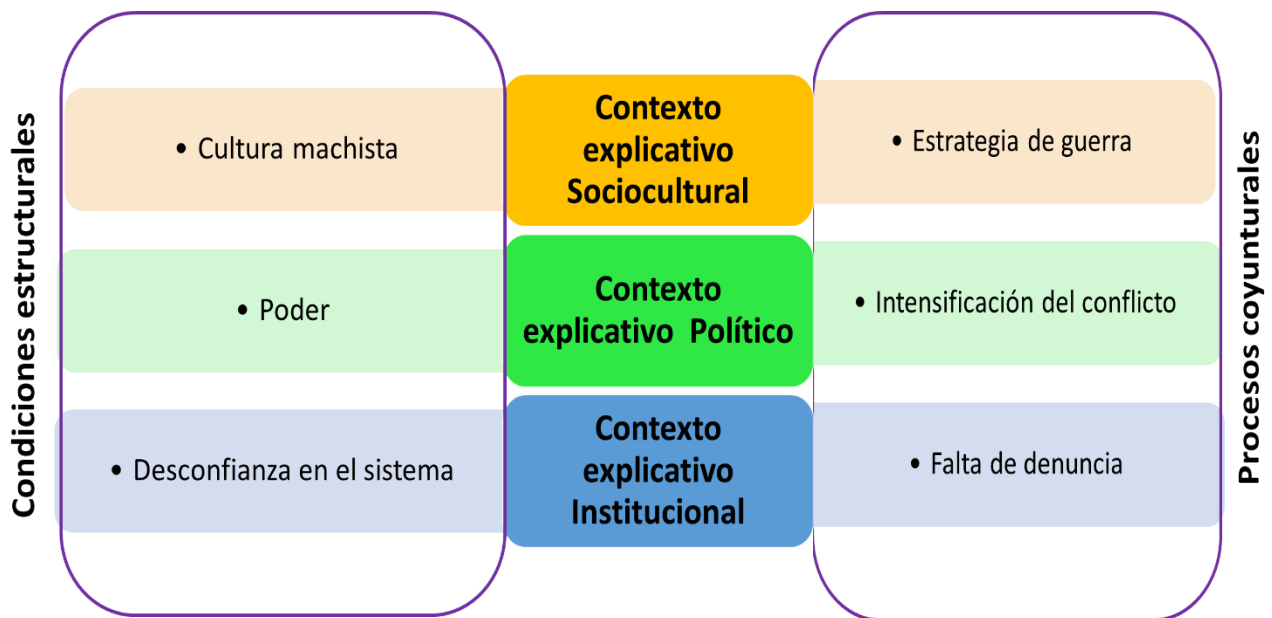 Condiciones estructurales
• Cultura machista
Contexto
explicativo
Sociocultural
• Estrategia de guerra
• Poder
Contexto
explicativo Político
• Intensificación del conflicto
• Desconfianza en el sistema
Contexto
explicativo
Institucional
• Falta de denuncia
Procesos coyunturales